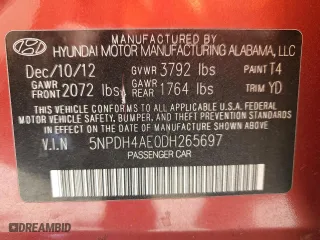 HYUNDAI MOTOR MANUFACTURING ALABAMA, LLC
Dec/10/12 GVWR 3792 lbs PAINT T4
GAWR FRONT 2072 lbs GAWR REAR 1764 lbs TRIM YD
THIS VEHICLE CONFORMS TO ALL APPLICABLE U.S.
FEDERAL MOTOR VEHICLE SAFETY, BUMPER, AND THEFT
PREVENTION STANDARDS IN EFFECT ON THE DATE OF
MANUFACTURE SHOWN ABOVE.
V.I.N 5NPDH4AE0DH265697
PASSENGER CAR
DREAMBID